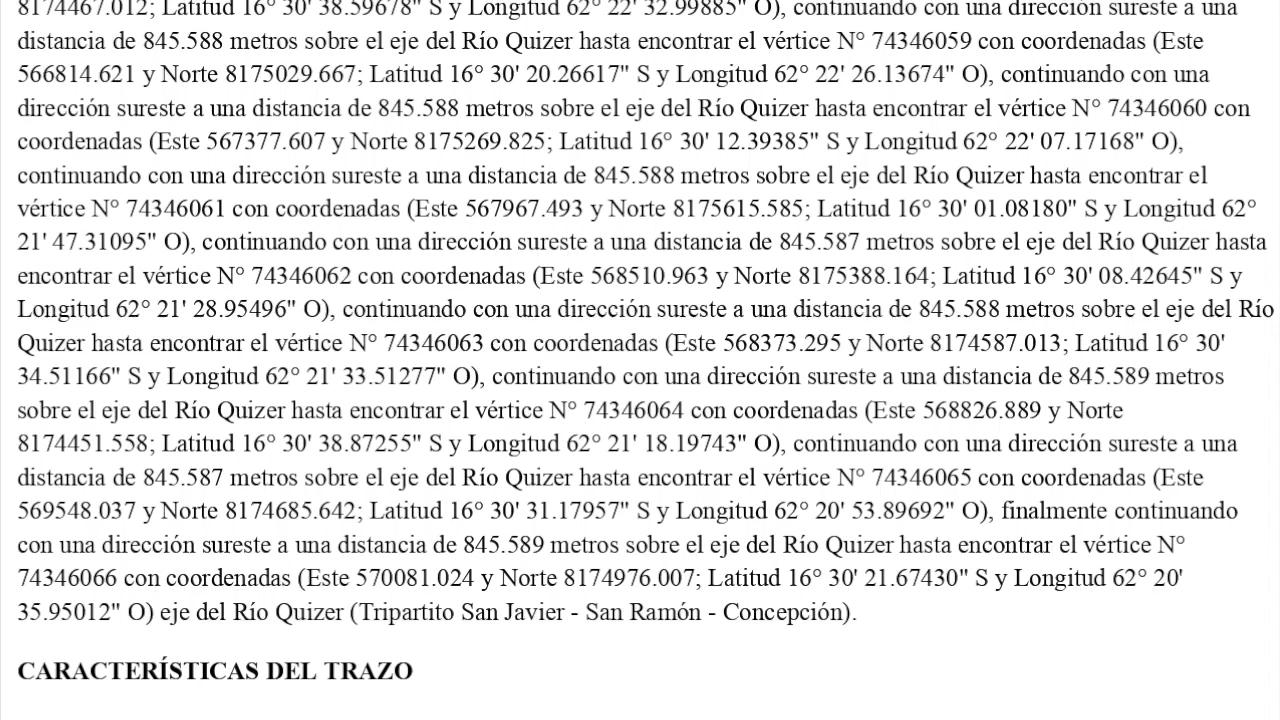 8174467.012; Latitud 16° 30' 38.59678" S y Longitud 62° 22' 32.99885" O), continuando con una dirección sureste a una
distancia de 845.588 metros sobre el eje del Río Quizer hasta encontrar el vértice N° 74346059 con coordenadas (Este
566814.621 y Norte 8175029.667; Latitud 16° 30' 20.26617" S y Longitud 62° 22' 26.13674" O), continuando con una
dirección sureste a una distancia de 845.588 metros sobre el eje del Río Quizer hasta encontrar el vértice N° 74346060 con
coordenadas (Este 567377.607 y Norte 8175269.825; Latitud 16° 30' 12.39385" S y Longitud 62° 22' 07.17168" O),
continuando con una dirección sureste a una distancia de 845.588 metros sobre el eje del Río Quizer hasta encontrar el
vértice N° 74346061 con coordenadas (Este 567967.493 y Norte 8175615.585; Latitud 16° 30' 01.08180" S y Longitud 62°
21' 47.31095" O), continuando con una dirección sureste a una distancia de 845.587 metros sobre el eje del Río Quizer hasta
encontrar el vértice N° 74346062 con coordenadas (Este 568510.963 y Norte 8175388.164; Latitud 16° 30' 08.42645" S y
Longitud 62° 21' 28.95496" O), continuando con una dirección sureste a una distancia de 845.588 metros sobre el eje del Río
Quizer hasta encontrar el vértice N° 74346063 con coordenadas (Este 568373.295 y Norte 8174587.013; Latitud 16° 30'
34.51166" S y Longitud 62° 21' 33.51277" O), continuando con una dirección sureste a una distancia de 845.589 metros
sobre el eje del Río Quizer hasta encontrar el vértice N° 74346064 con coordenadas (Este 568826.889 y Norte
8174451.558; Latitud 16° 30' 38.87255" S y Longitud 62° 21' 18.19743" O), continuando con una dirección sureste a una
distancia de 845.587 metros sobre el eje del Río Quizer hasta encontrar el vértice N° 74346065 con coordenadas (Este
569548.037 y Norte 8174685.642; Latitud 16° 30' 31.17957" S y Longitud 62° 20' 53.89692" O), finalmente continuando
con una dirección sureste a una distancia de 845.589 metros sobre el eje del Río Quizer hasta encontrar el vértice N°
74346066 con coordenadas (Este 570081.024 y Norte 8174976.007; Latitud 16° 30' 21.67430" S y Longitud 62° 20'
35.95012" O) eje del Río Quizer (Tripartito San Javier - San Ramón - Concepción).
CARACTERÍSTICAS DEL TRAZO